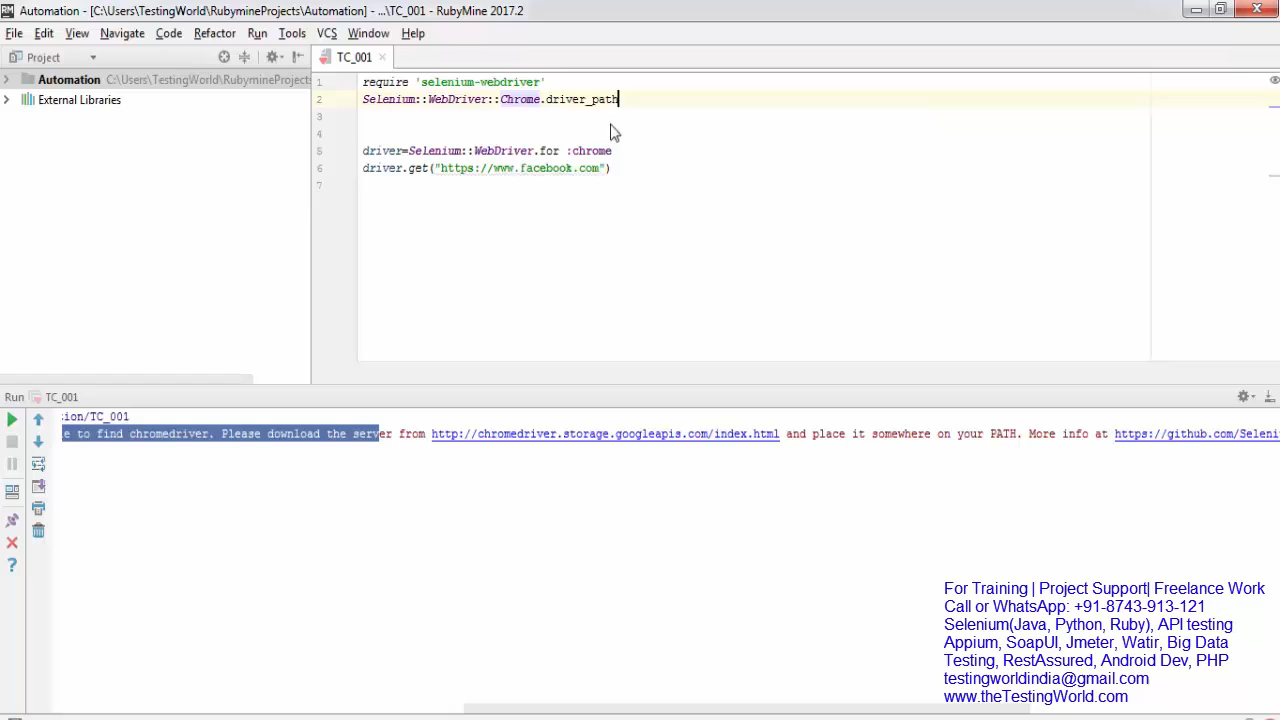 Automation - [C:\Users\TestingWorld\RubymineProjects\Automation] - ...\TC_001 - RubyMine 2017.2
File Edit View Navigate Code Refactor Run Tools VCS Window Help
Project
TC_001
Automation C:\Users\TestingWorld\RubymineProjects
External Libraries
1 require 'selenium-webdriver'
2 Selenium::WebDriver::Chrome.driver_path
3
4
5 driver=Selenium::WebDriver.for :chrome
6 driver.get("https://www.facebook.com")
7
Run TC_001
sion/TC_001
e to find chromedriver. Please download the server from http://chromedriver.storage.googleapis.com/index.html and place it somewhere on your PATH. More info at https://github.com/Seleni
For Training | Project Support| Freelance Work
Call or WhatsApp: +91-8743-913-121
Selenium(Java, Python, Ruby), API testing
Appium, SoapUI, Jmeter, Watir, Big Data
Testing, RestAssured, Android Dev, PHP
testingworldindia@gmail.com
www.theTestingWorld.com